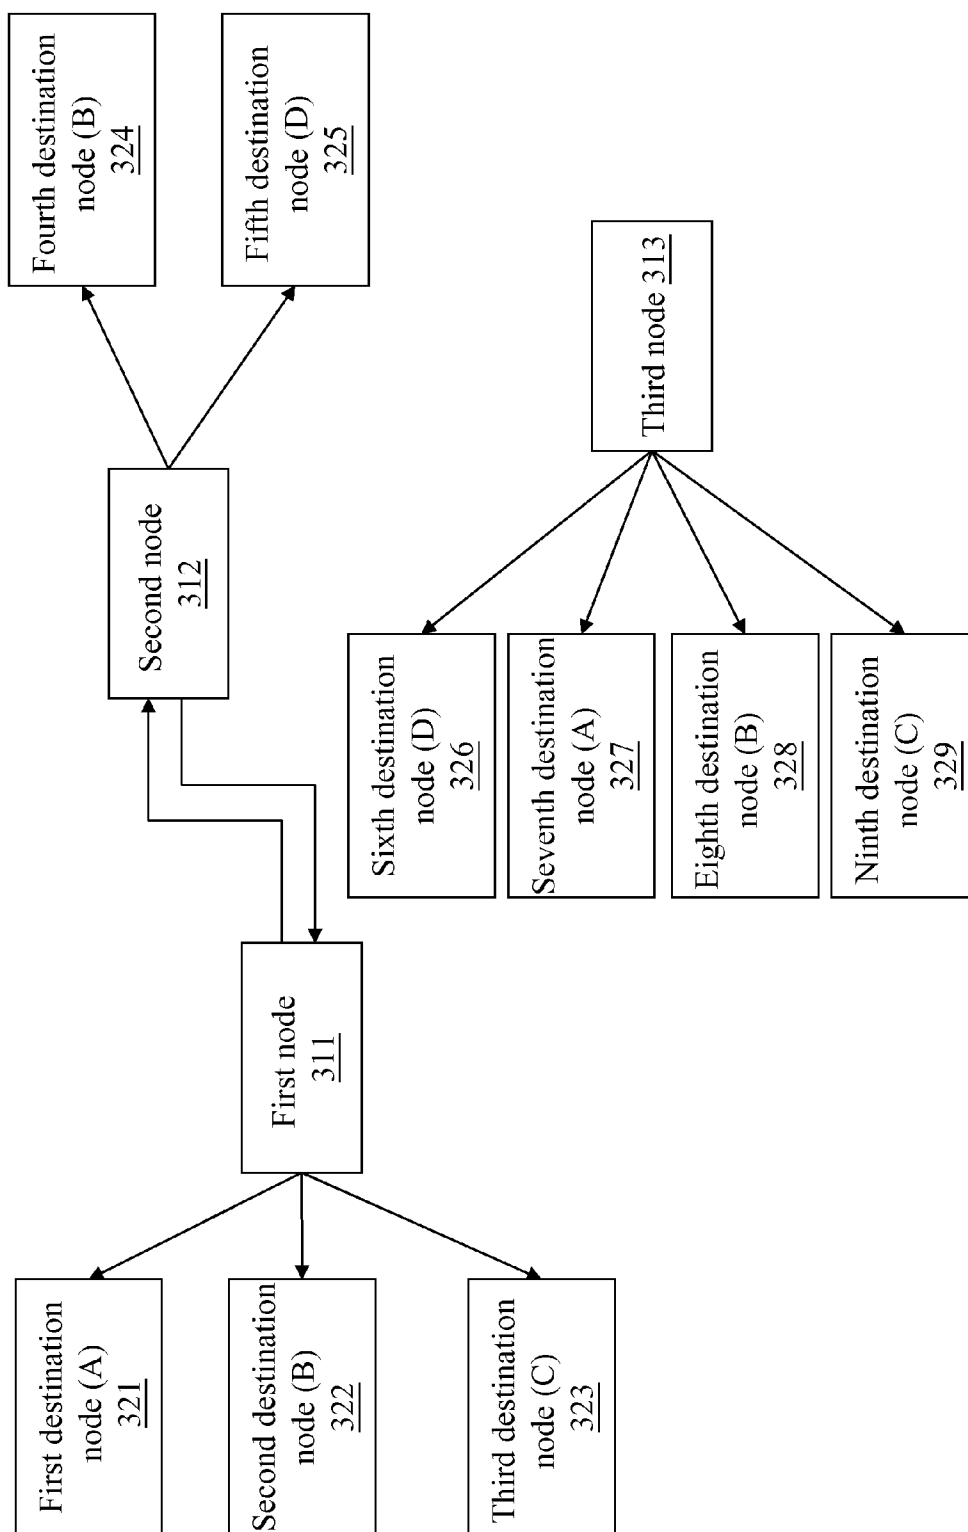 First destination
node (A)
321
Second destination
node (B)
322
Third destination
node (C)
323
First node
311
Second node
312
Fourth destination
node (B)
324
Fifth destination
node (D)
325
Sixth destination
node (D)
326
Seventh destination
node (A)
327
Eighth destination
node (B)
328
Ninth destination
node (C)
329
Third node 313